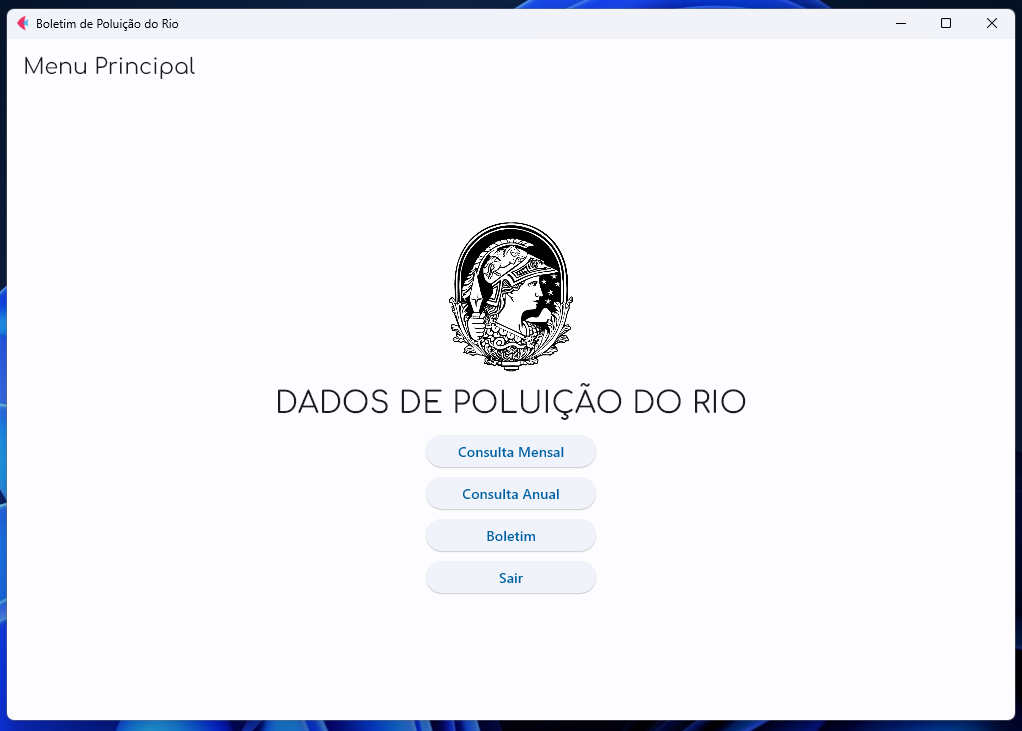 Boletim de Poluição do Rio
Menu Principal
DADOS DE POLUIÇÃO DO RIO
Consulta Mensal
Consulta Anual
Boletim
Sair